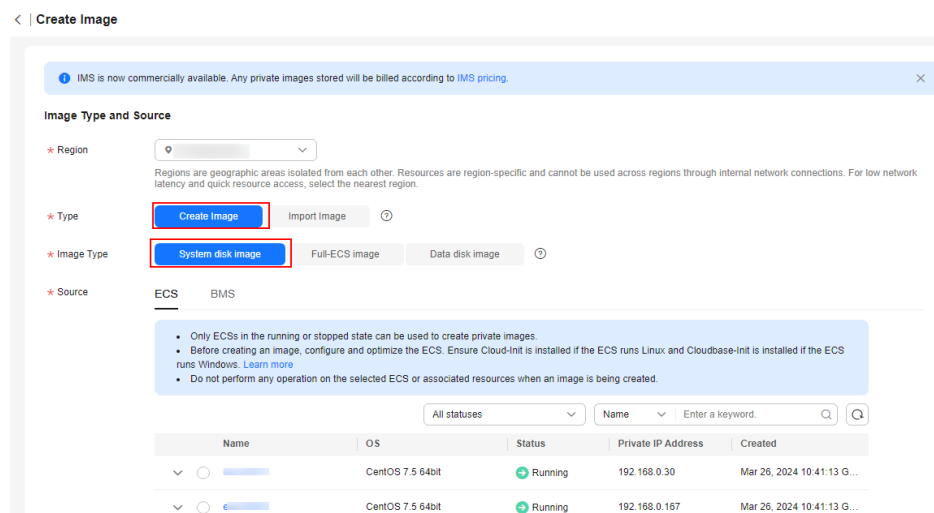 Create Image
IMS is now commercially available. Any private images stored will be billed according to IMS pricing.
Image Type and Source
* Region
Regions are geographic areas isolated from each other. Resources are region-specific and cannot be used across regions through internal network connections. For low network
latency and quick resource access, select the nearest region.
* Type Create Image Import Image
* Image Type System disk image Full-ECS image Data disk image
* Source ECS BMS
• Only ECSs in the running or stopped state can be used to create private images.
• Before creating an image, configure and optimize the ECS. Ensure Cloud-Init is installed if the ECS runs Linux and Cloudbase-Init is installed if the ECS
runs Windows. Learn more
• Do not perform any operation on the selected ECS or associated resources when an image is being created.
All statuses Name Enter a keyword.
Name OS Status Private IP Address Created
CentOS 7.5 64bit Running 192.168.0.30 Mar 26, 2024 10:41:13 G...
CentOS 7.5 64bit Running 192.168.0.167 Mar 26, 2024 10:41:13 G...